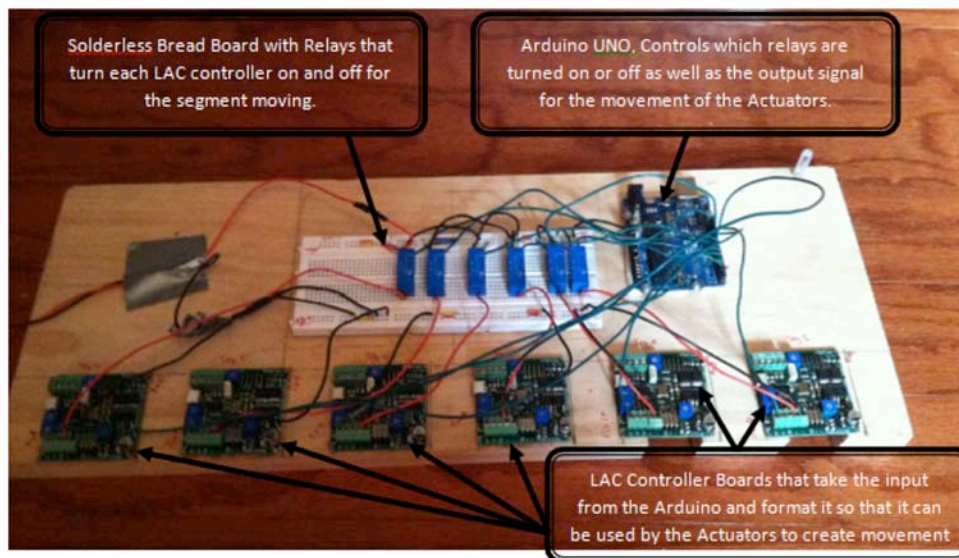 Solderless Bread Board with Relays that
turn each LAC controller on and off for
the segment moving.
Arduino UNO, Controls which relays are
turned on or off as well as the output signal
for the movement of the Actuators.
LAC Controller Boards that take the input
from the Arduino and format it so that it can
be used by the Actuators to create movement